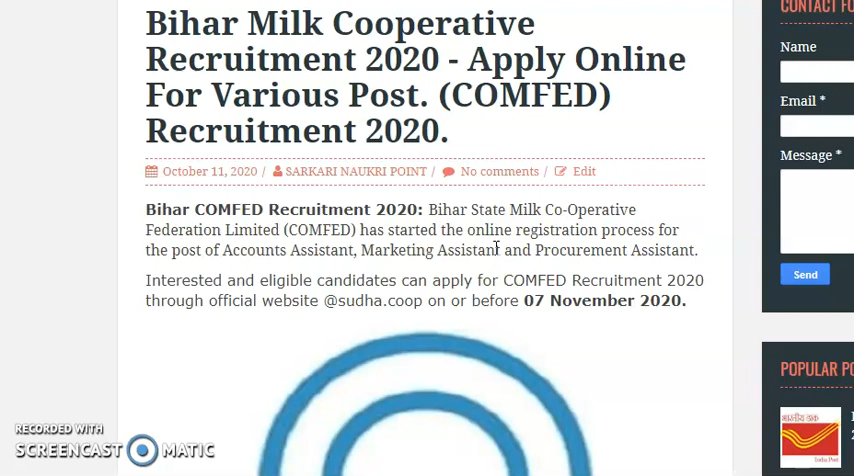 Bihar Milk Cooperative
Recruitment 2020 - Apply Online
For Various Post. (COMFED)
Recruitment 2020.
October 11, 2020 / SARKARI NAUKRI POINT / No comments / Edit
Bihar COMFED Recruitment 2020: Bihar State Milk Co-Operative
Federation Limited (COMFED) has started the online registration process for
the post of Accounts Assistant, Marketing Assistant and Procurement Assistant.
Interested and eligible candidates can apply for COMFED Recruitment 2020
through official website @sudha.coop on or before 07 November 2020.
CONTACT FO
Name
Email *
Message *
Send
POPULAR PO
India Post
RECORDED WITH
SCREENCAST MATIC